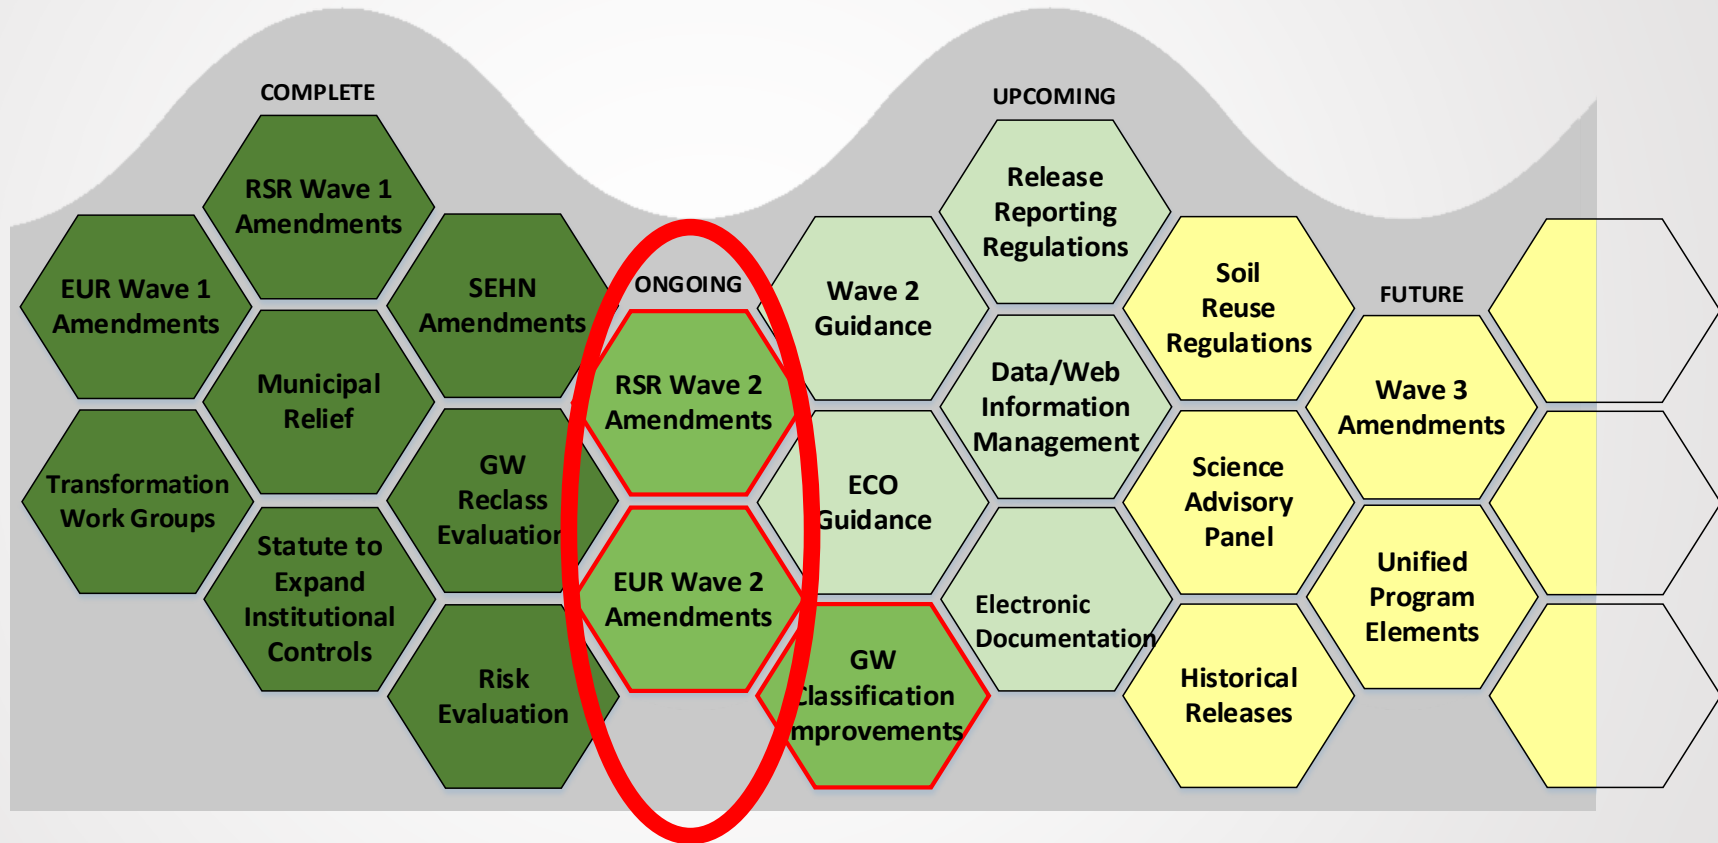 COMPLETE
EUR Wave 1
Amendments
Transformation
Work Groups
RSR Wave 1
Amendments
Municipal
Relief
Statute to
Expand
Institutional
Controls
SEHN
Amendments
GW
Reclass
Evaluation
Risk
Evaluation
ONGOING
RSR Wave 2
Amendments
EUR Wave 2
Amendments
UPCOMING
Wave 2
Guidance
ECO
Guidance
GW
Classification
Improvements
Release
Reporting
Regulations
Data/Web
Information
Management
Electronic
Documentation
Soil
Reuse
Regulations
Science
Advisory
Panel
Historical
Releases
FUTURE
Wave 3
Amendments
Unified
Program
Elements